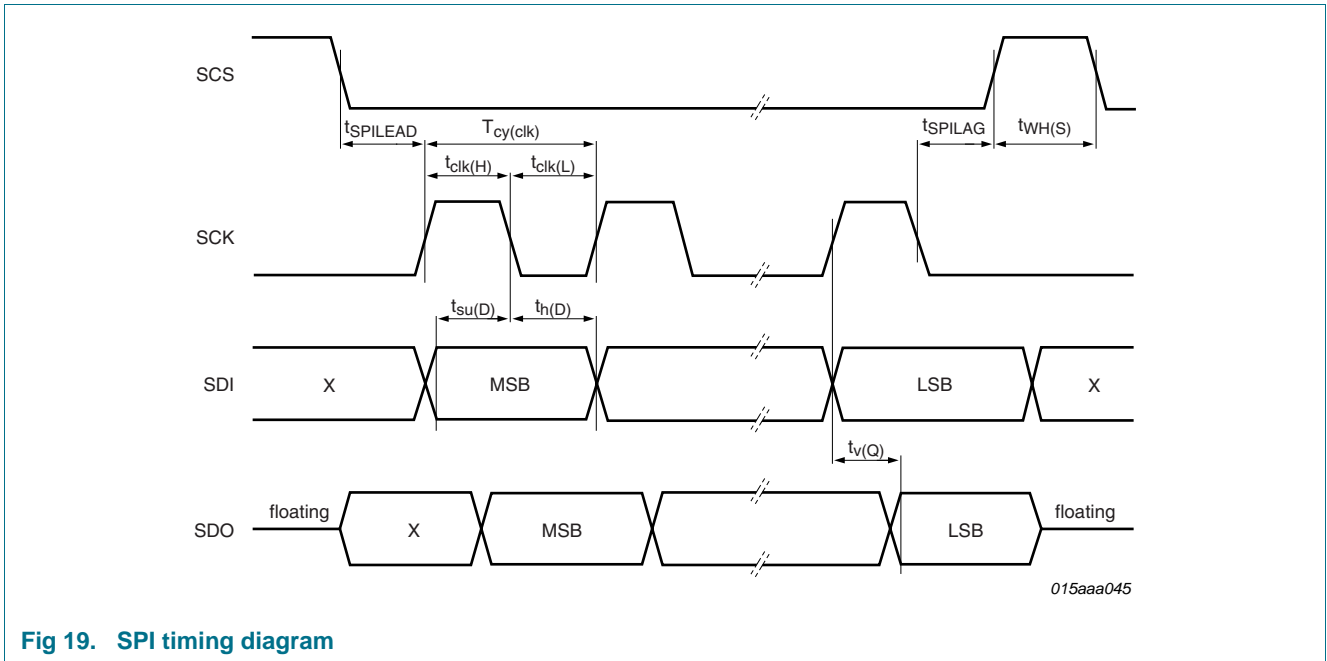 SCS
tSPILEAD
Tcy(clk)
tSPILAG
tWH(S)
tclk(H)
tclk(L)
SCK
tsu(D)
th(D)
SDI
X
MSB
LSB
X
tv(Q)
SDO
floating
X
MSB
LSB
floating
015aaa045
Fig 19. SPI timing diagram